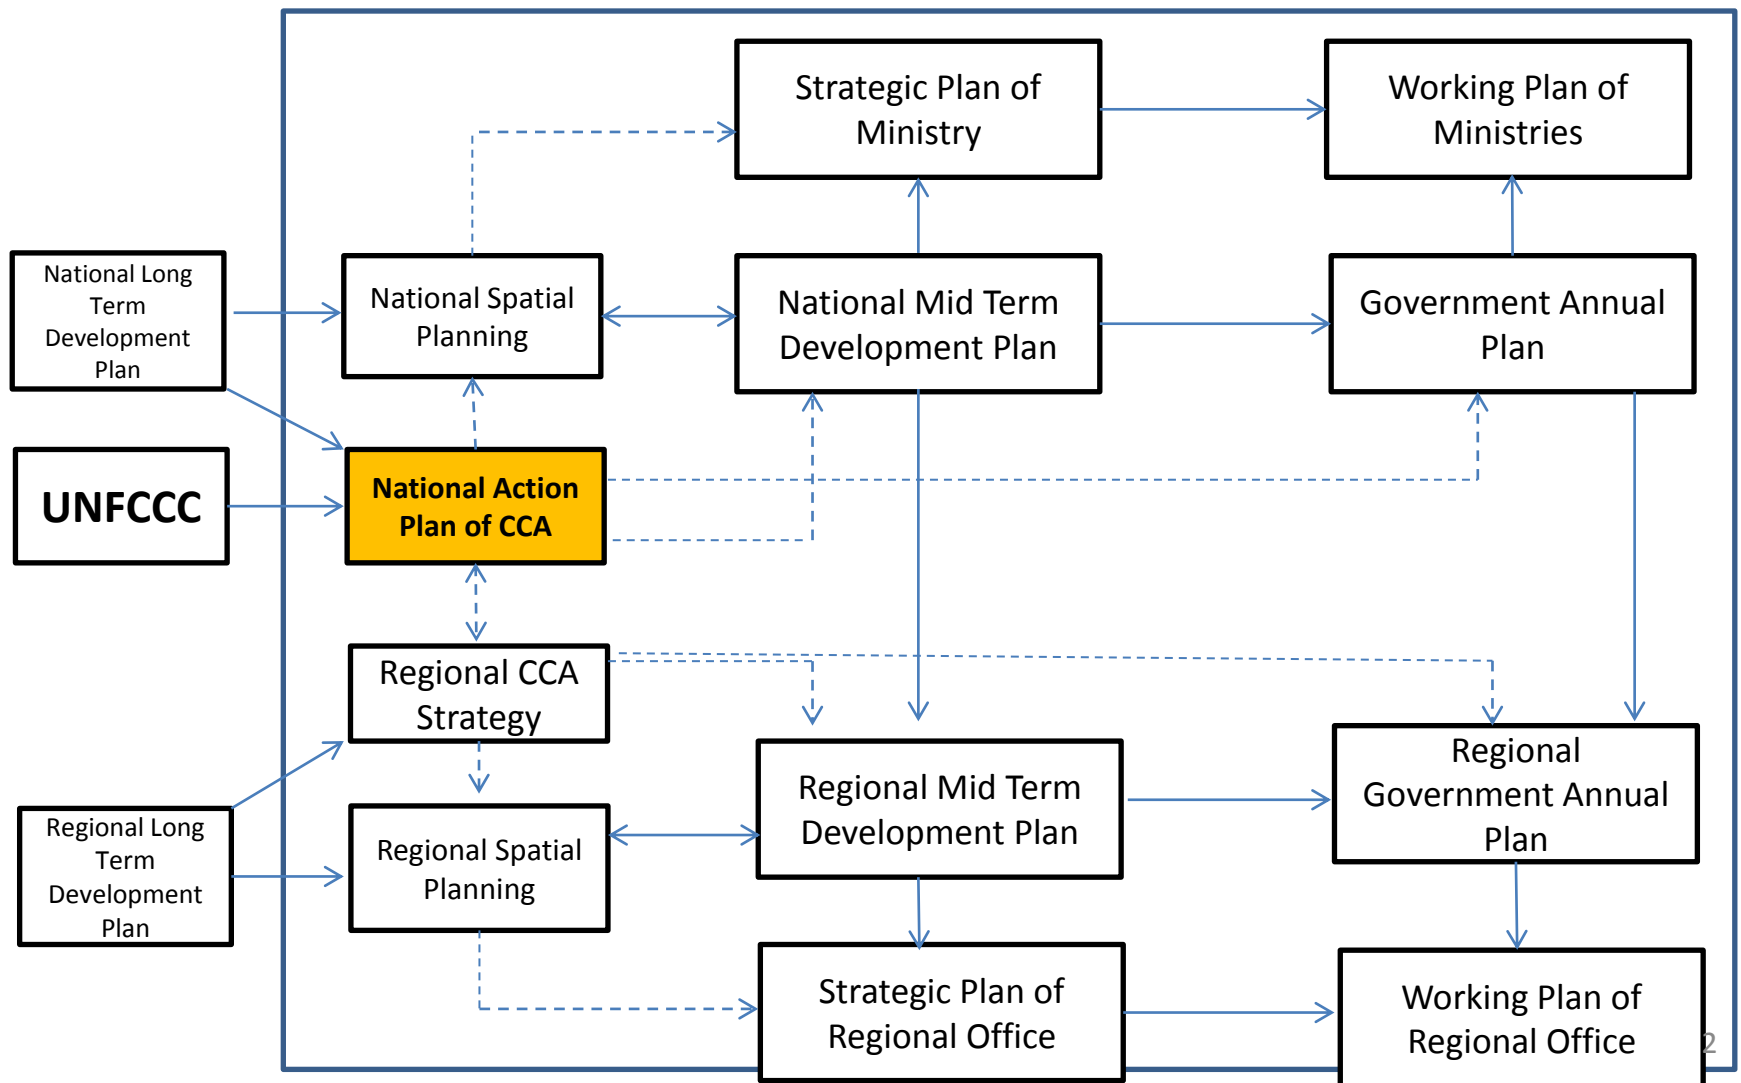 Strategic Plan of
Ministry
Working Plan of
Ministries
National Long
Term
Development
Plan
National Spatial
Planning
National Mid Term
Development Plan
Government Annual
Plan
UNFCCC
National Action
Plan of CCA
Regional CCA
Strategy
Regional Long
Term
Development
Plan
Regional Spatial
Planning
Regional Mid Term
Development Plan
Regional
Government Annual
Plan
Strategic Plan of
Regional Office
Working Plan of
Regional Office
2